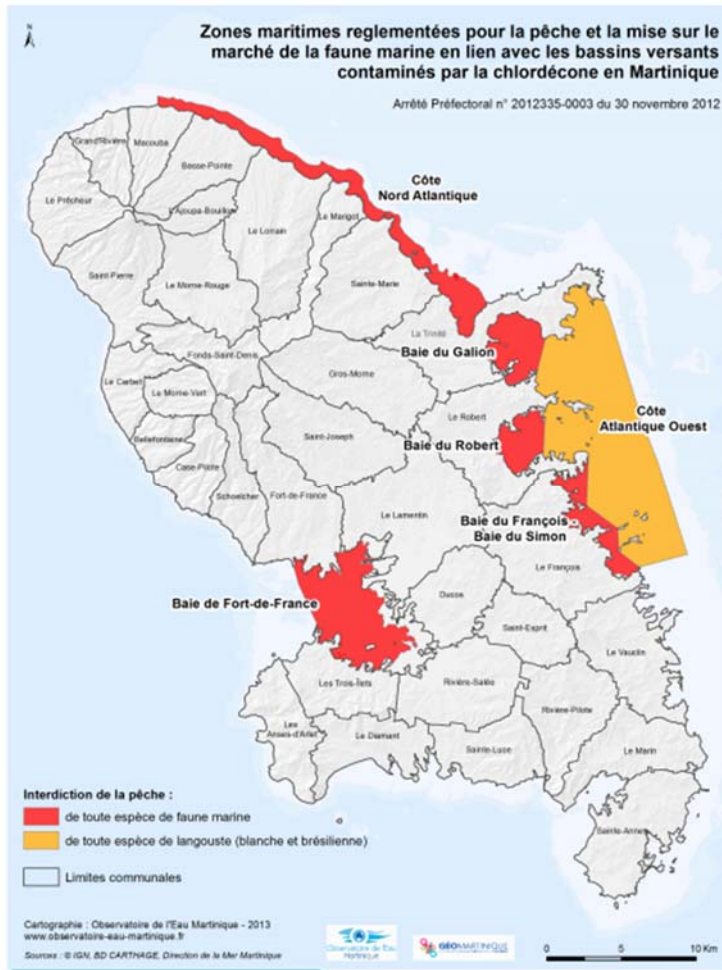 N
Zones maritimes reglementées pour la pêche et la mise sur le
marché de la faune marine en lien avec les bassins versants
contaminés par la chlordécone en Martinique
Arrêté Préfectoral n° 2012335-0003 du 30 novembre 2012
Grand'Rivière
Macouba
Basse-Pointe
Côte
Nord Atlantique
Le Prêcheur
L'Ajoupa-Bouillon
Le Marigot
Le Lorrain
Saint-Pierre
Le Morne-Rouge
Sainte-Marie
La Trinité
Baie du Galion
Fonds-Saint-Denis
Gros-Morne
Le Carbet
Le Morne-Vert
Le Robert
Côte
Atlantique Ouest
Bellefontaine
Saint-Joseph
Baie du Robert
Case-Pilote
Schoelcher
Fort-de-France
Le Lamentin
Baie du François -
Baie du Simon
Le François
Baie de Fort-de-France
Ducos
Saint-Esprit
Le Vauclin
Les Trois-Îlets
Rivière-Salée
Rivière-Pilote
Les
Anses-d'Arlet
Le Diamant
Sainte-Luce
Le Marin
Sainte-Anne
Interdiction de la pêche :
de toute espèce de faune marine
de toute espèce de langouste (blanche et brésilienne)
Limites communales
Cartographie : Observatoire de l'Eau Martinique - 2013
www.observatoire-eau-martinique.fr
Sources : © IGN, BD CARTHAGE, Direction de la Mer Martinique
Observatoire de l'Eau
Martinique
GÉOMARTINIQUE
0 5 10 Km